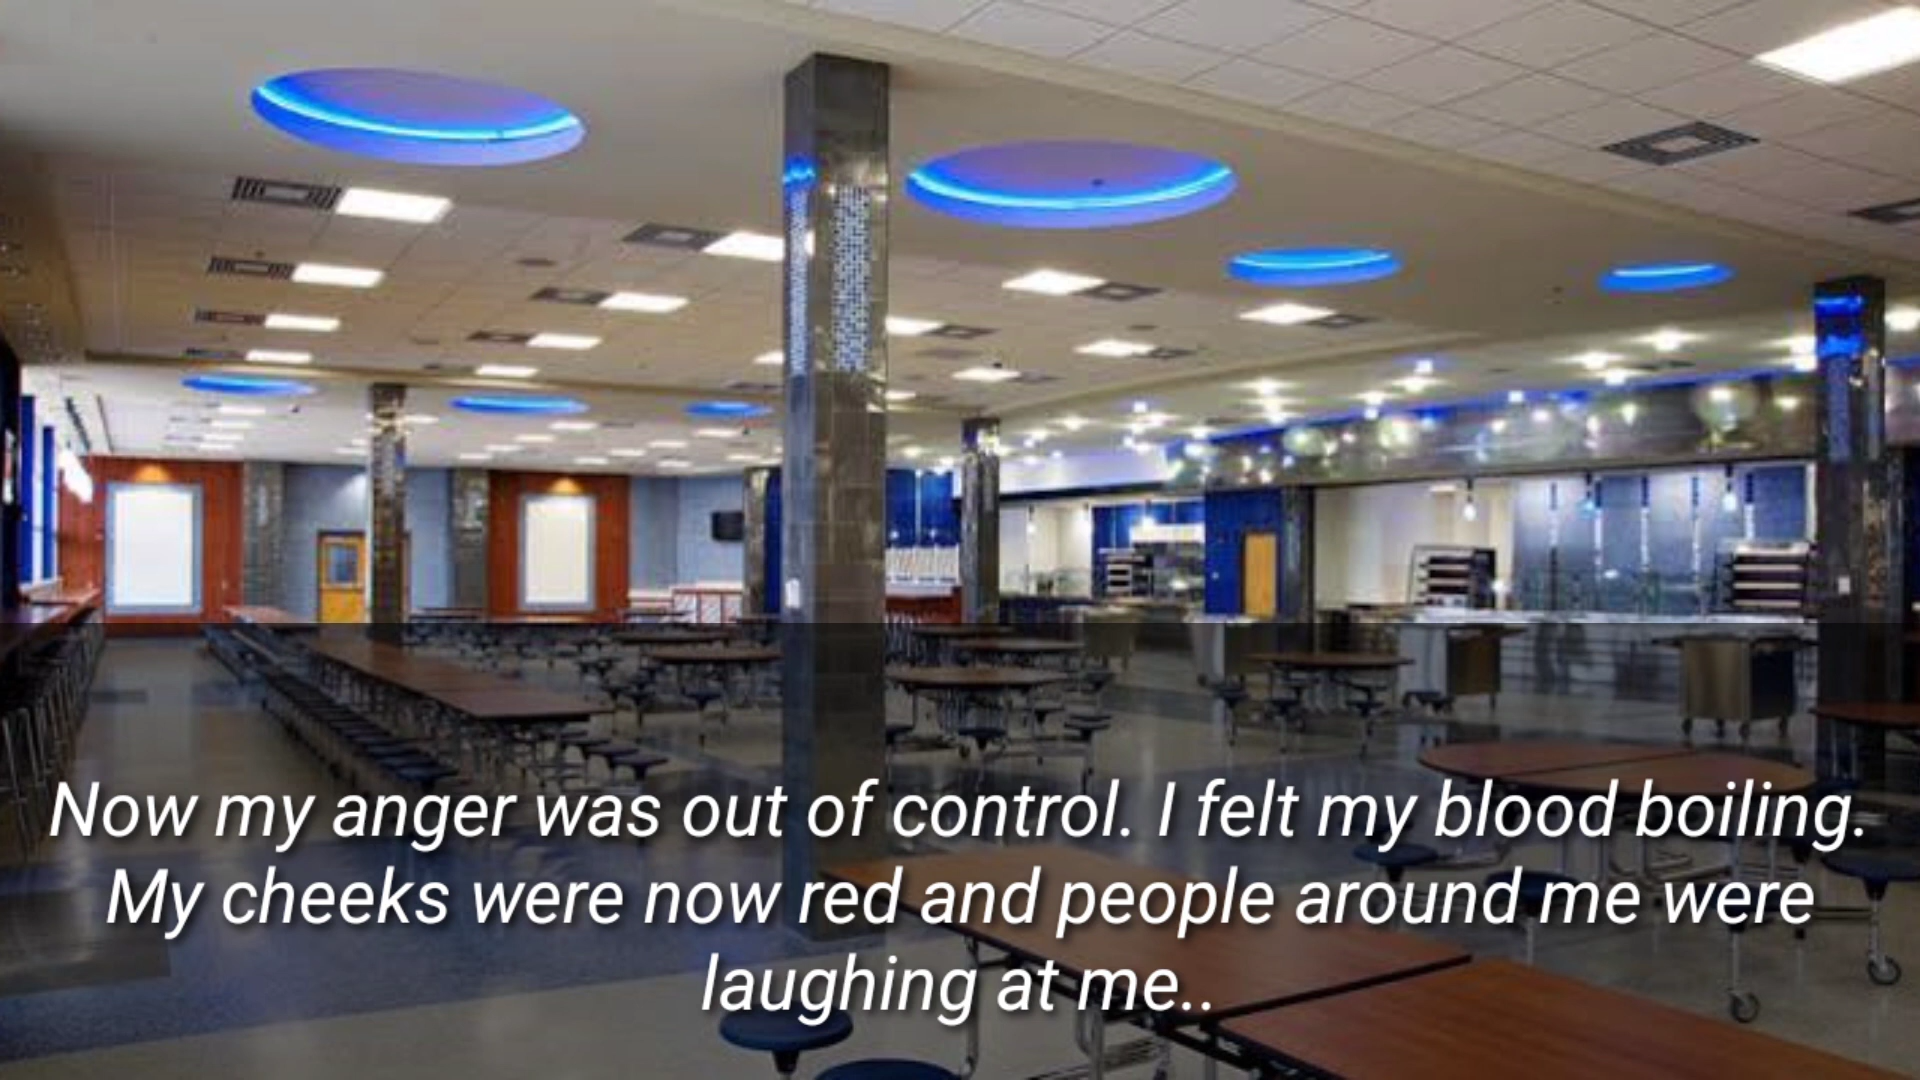 Now my anger was out of control. I felt my blood boiling.
My cheeks were now red and people around me were
laughing at me..